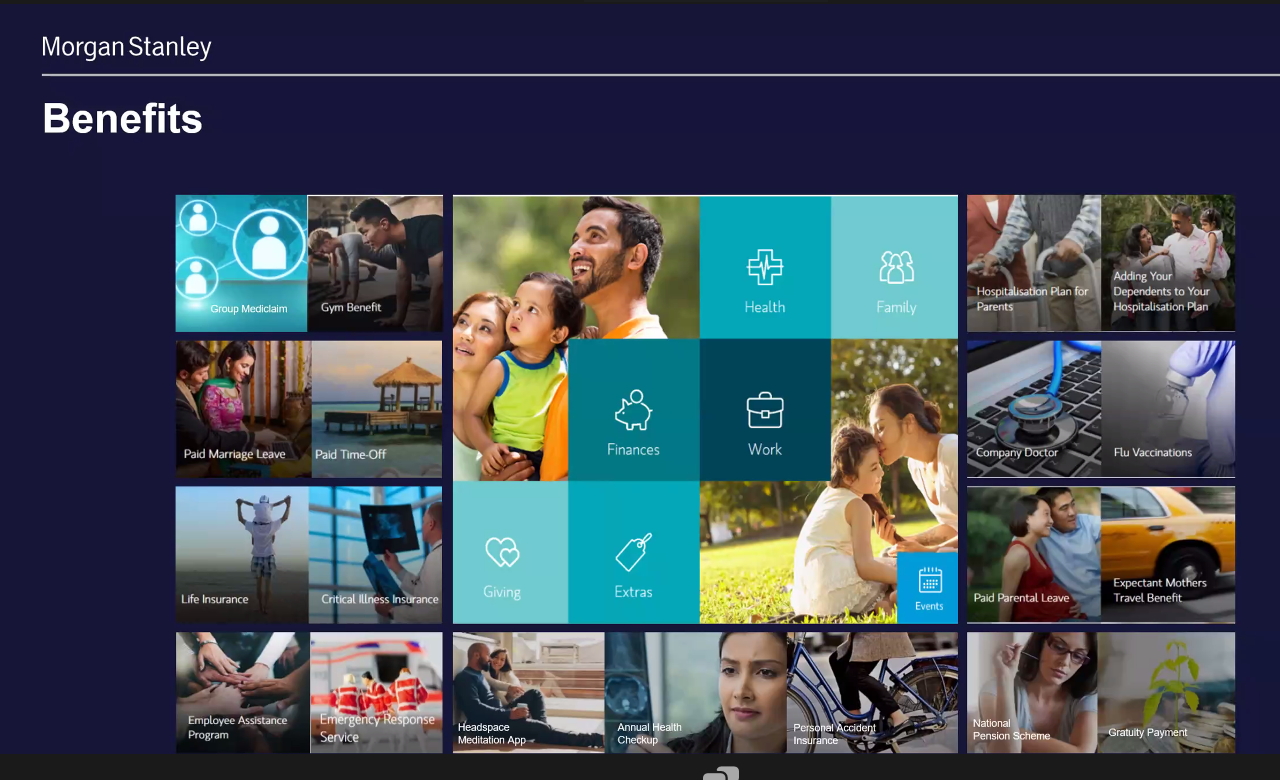 Morgan Stanley
Benefits
Group Mediclaim
Gym Benefit
Health
Family
Hospitalisation Plan for
Parents
Adding Your
Dependents to Your
Hospitalisation Plan
Paid Marriage Leave
Paid Time-Off
Finances
Work
Company Doctor
Flu Vaccinations
Life Insurance
Critical Illness Insurance
Giving
Extras
Events
Paid Parental Leave
Expectant Mothers
Travel Benefit
Employee Assistance
Program
Emergency Response
Service
Headspace
Meditation App
Annual Health
Checkup
Personal Accident
Insurance
National
Pension Scheme
Gratuity Payment